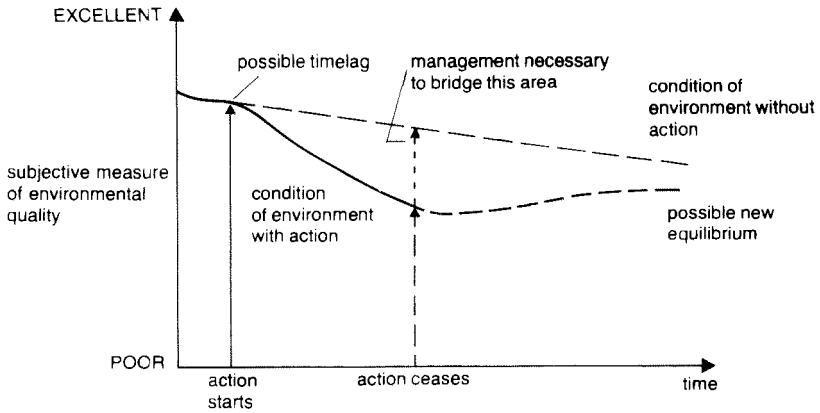 EXCELLENT
possible timelag
management necessary
to bridge this area
condition of
environment without
action
subjective measure
of environmental
quality
condition
of environment
with action
possible new
equilibrium
POOR
action
starts
action ceases
time